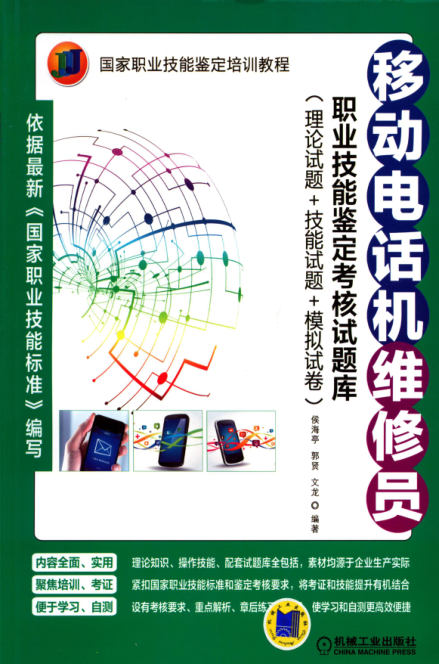 国家职业技能鉴定培训教程
移动电话机维修员
职业技能鉴定考核试题库
（理论试题+技能试题+模拟试卷）
侯海亭 郭贤 文龙 ◎ 编著
依据最新《国家职业技能标准》编写
内容全面、实用 理论知识、操作技能、配套试题库全包括，素材均源于企业生产实际
聚焦培训、考证 紧扣国家职业技能标准和鉴定考核要求，将考证和技能提升有机结合
便于学习、自测 设有考核要求、重点解析、章后练 使学习和自测更高效便捷
机械工业出版社
CHINA MACHINE PRESS